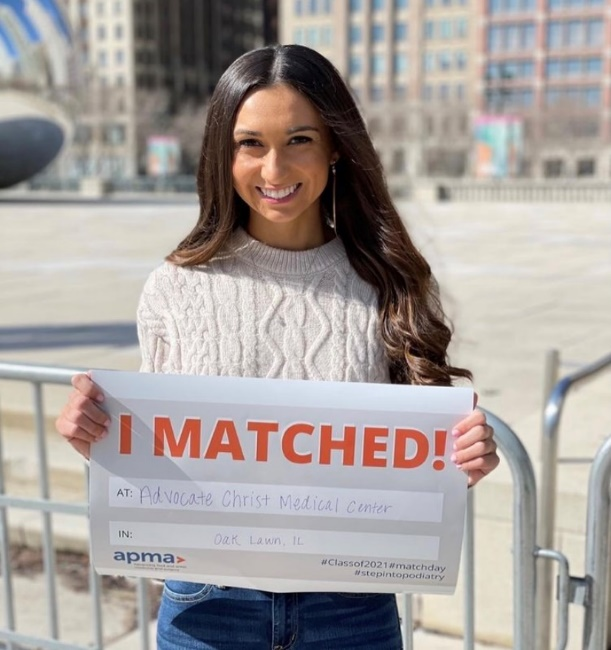 I MATCHED!
AT: Advocate Christ Medical Center
IN: Oak Lawn, IL
apma
#Classof2021#matchday
#stepintopodiatry